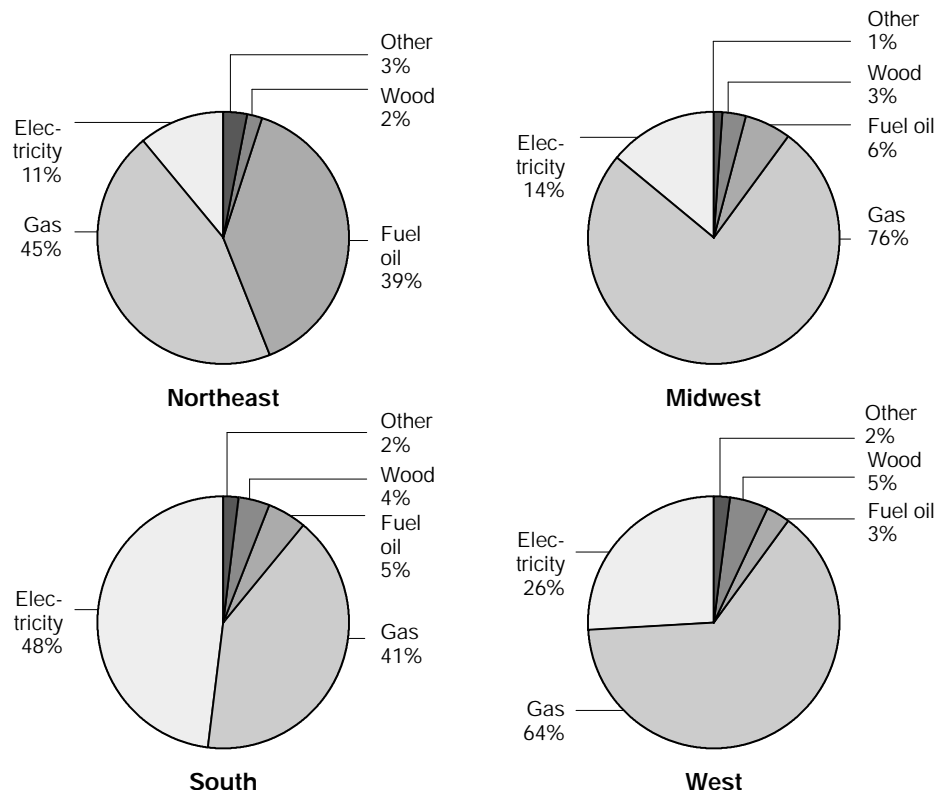 Other
3%
Wood
2%
Elec-
tricity
11%
Gas
45%
Fuel
oil
39%
Northeast
Other
1%
Wood
3%
Fuel oil
6%
Elec-
tricity
14%
Gas
76%
Midwest
Other
2%
Wood
4%
Fuel
oil
5%
Elec-
tricity
48%
Gas
41%
South
Other
2%
Wood
5%
Fuel oil
3%
Elec-
tricity
26%
Gas
64%
West